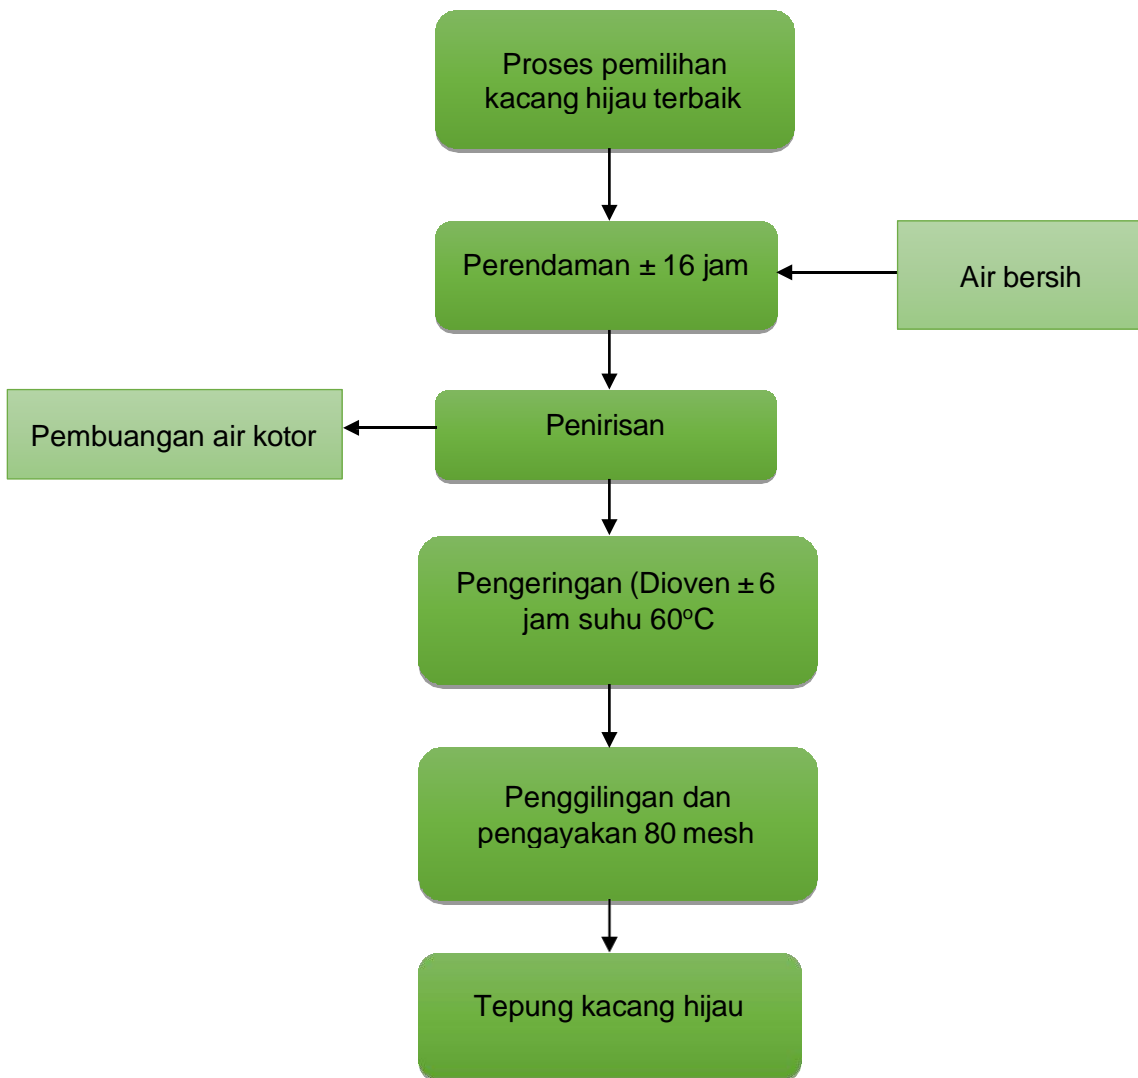 Proses pemilihan
kacang hijau terbaik
Perendaman ± 16 jam
Air bersih
Penirisan
Pembuangan air kotor
Pengeringan (Dioven ± 6
jam suhu 60ºC
Penggilingan dan
pengayakan 80 mesh
Tepung kacang hijau